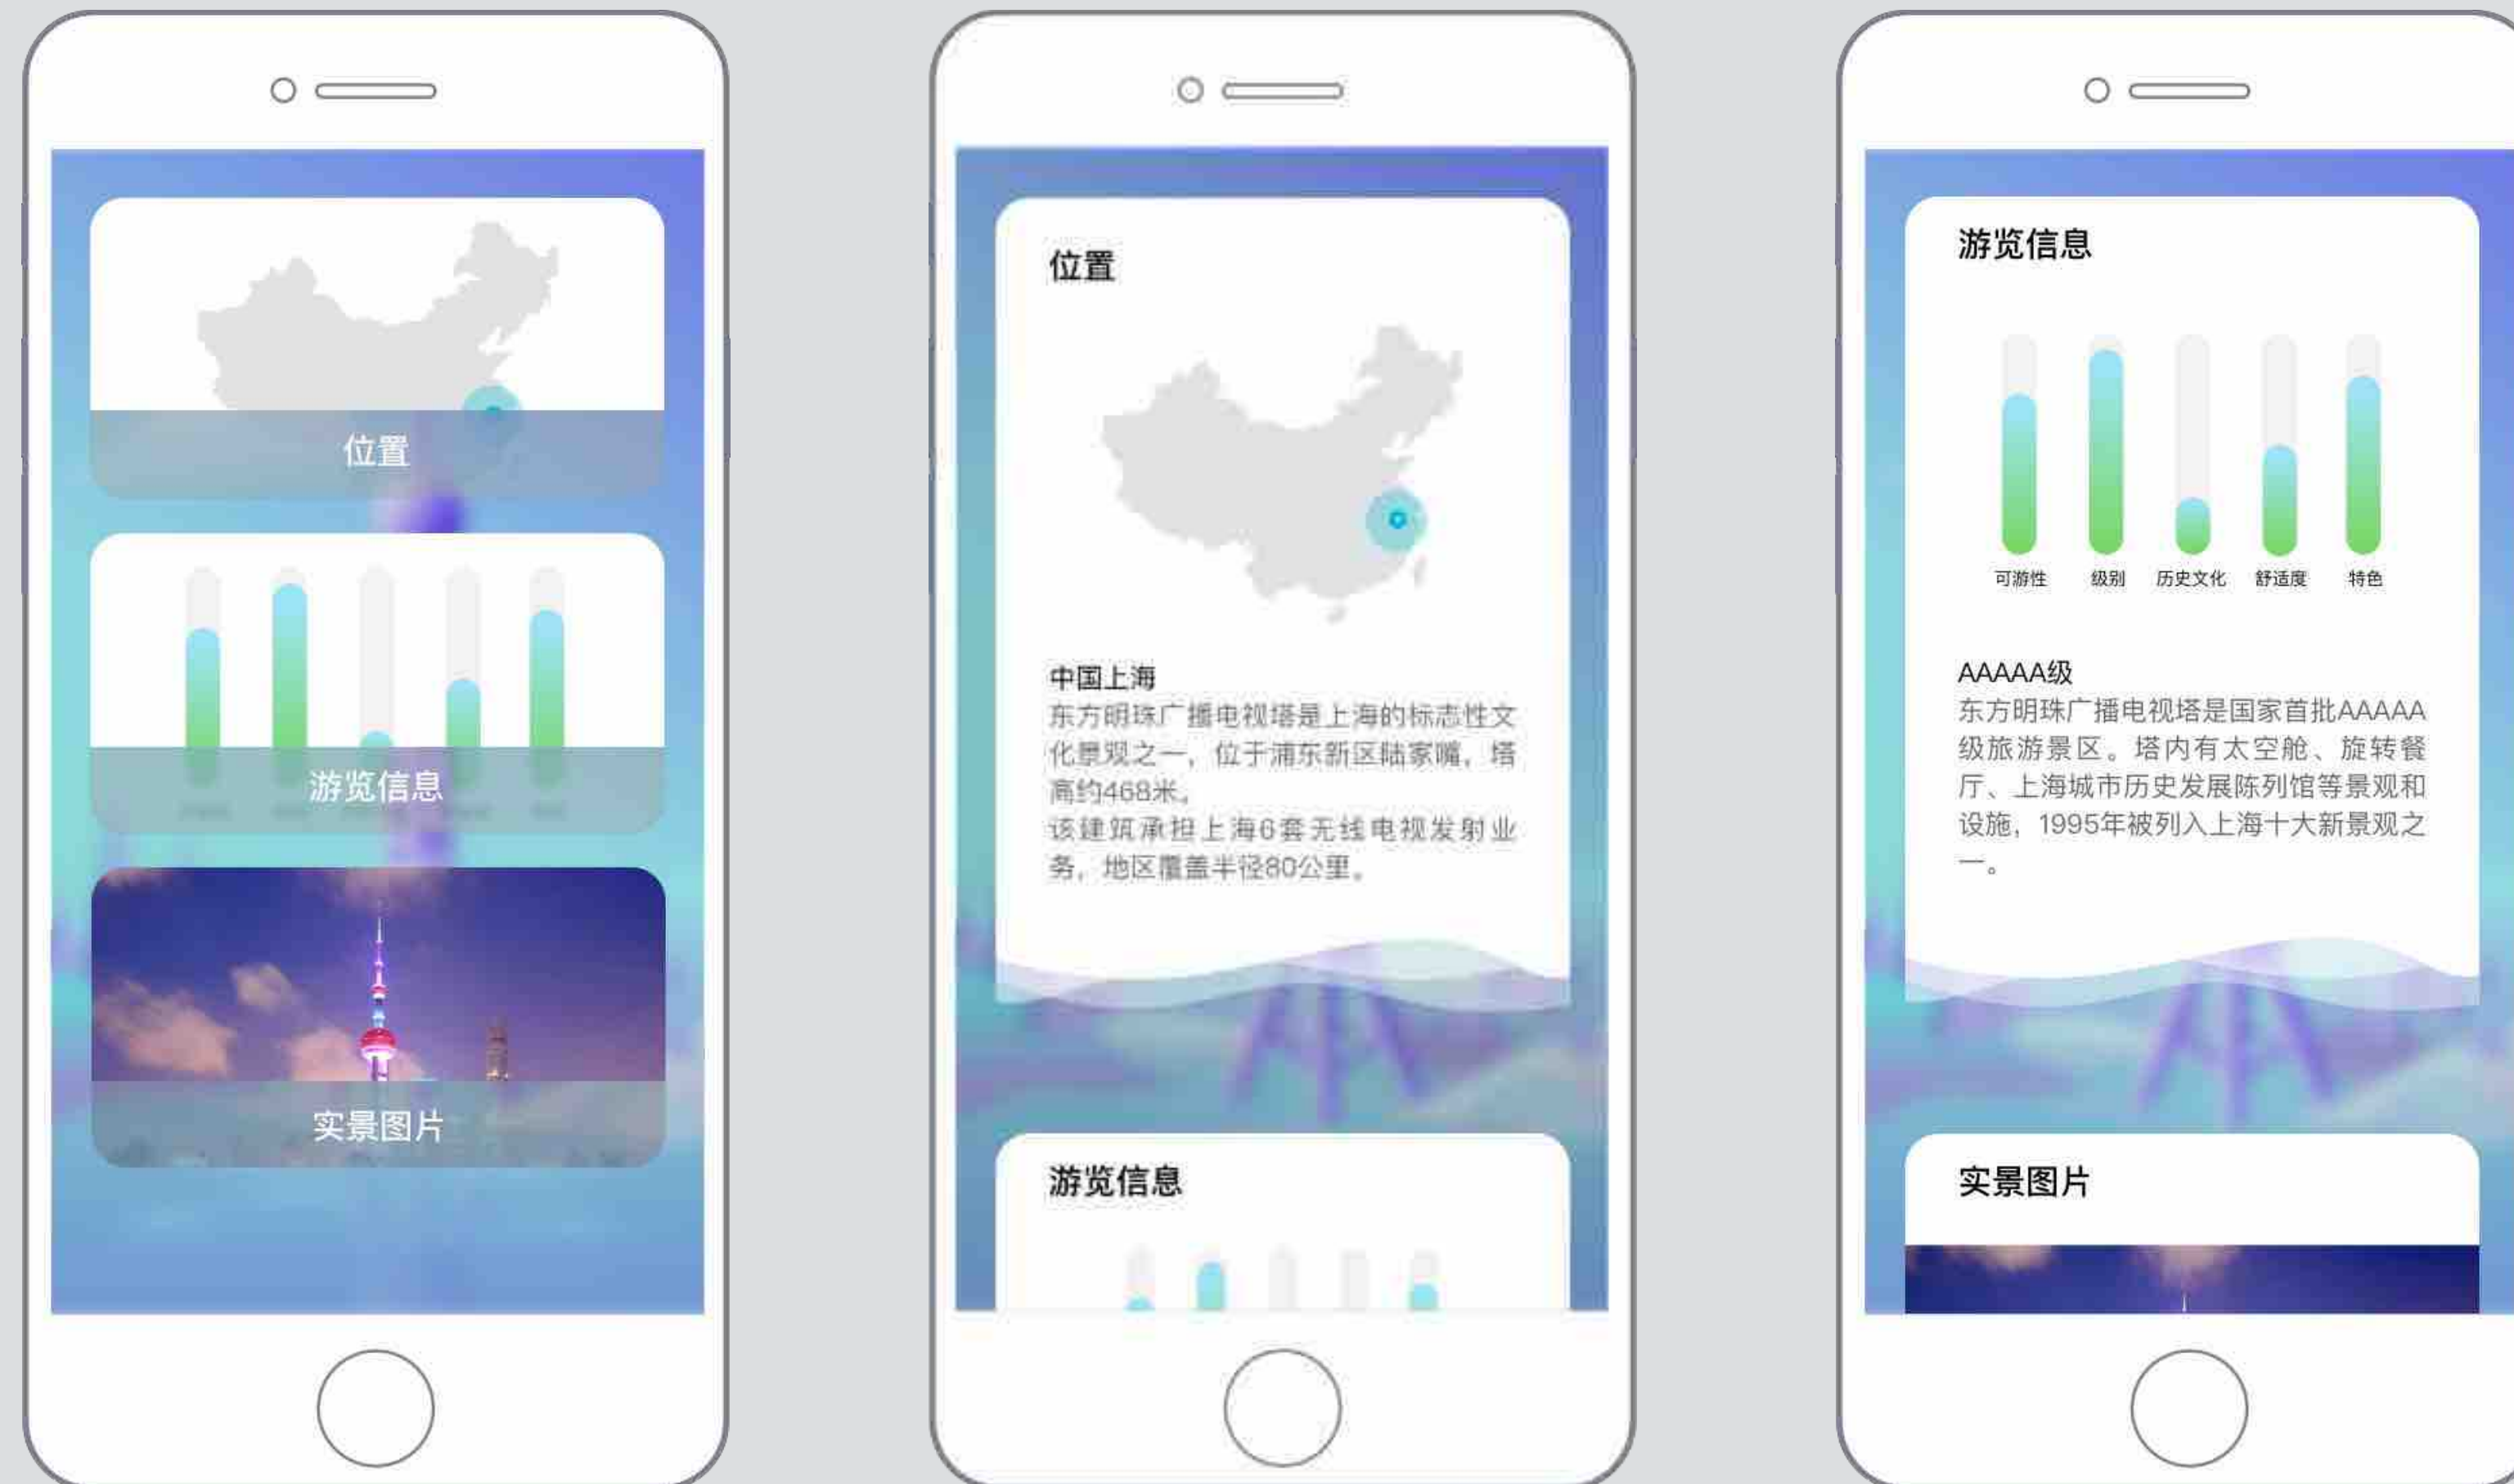 位置
游览信息
实景图片
位置
中国上海
东方明珠广播电视塔是上海的标志性文
化景观之一，位于浦东新区陆家嘴，塔
高约468米。
该建筑承担上海6套无线电视发射业
务，地区覆盖半径80公里。
游览信息
游览信息
可游性 级别 历史文化 舒适度 特色
AAAAA级
东方明珠广播电视塔是国家首批AAAAA
级旅游景区。塔内有太空舱、旋转餐
厅、上海城市历史发展陈列馆等景观和
设施，1995年被列入上海十大新景观之
一。
实景图片